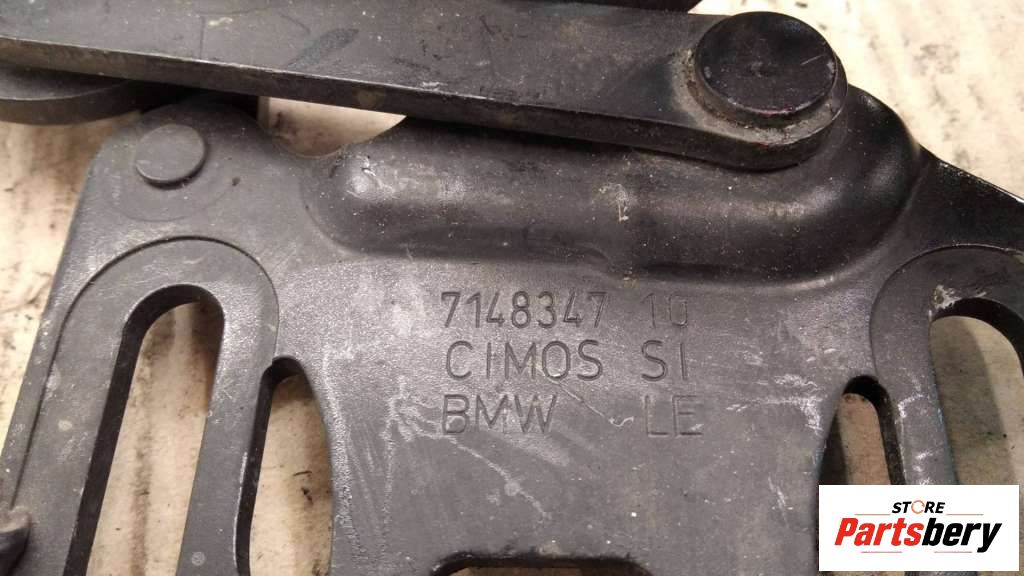 7148347 10
CIMOS SI
BMW LE
STORE
Partsbery